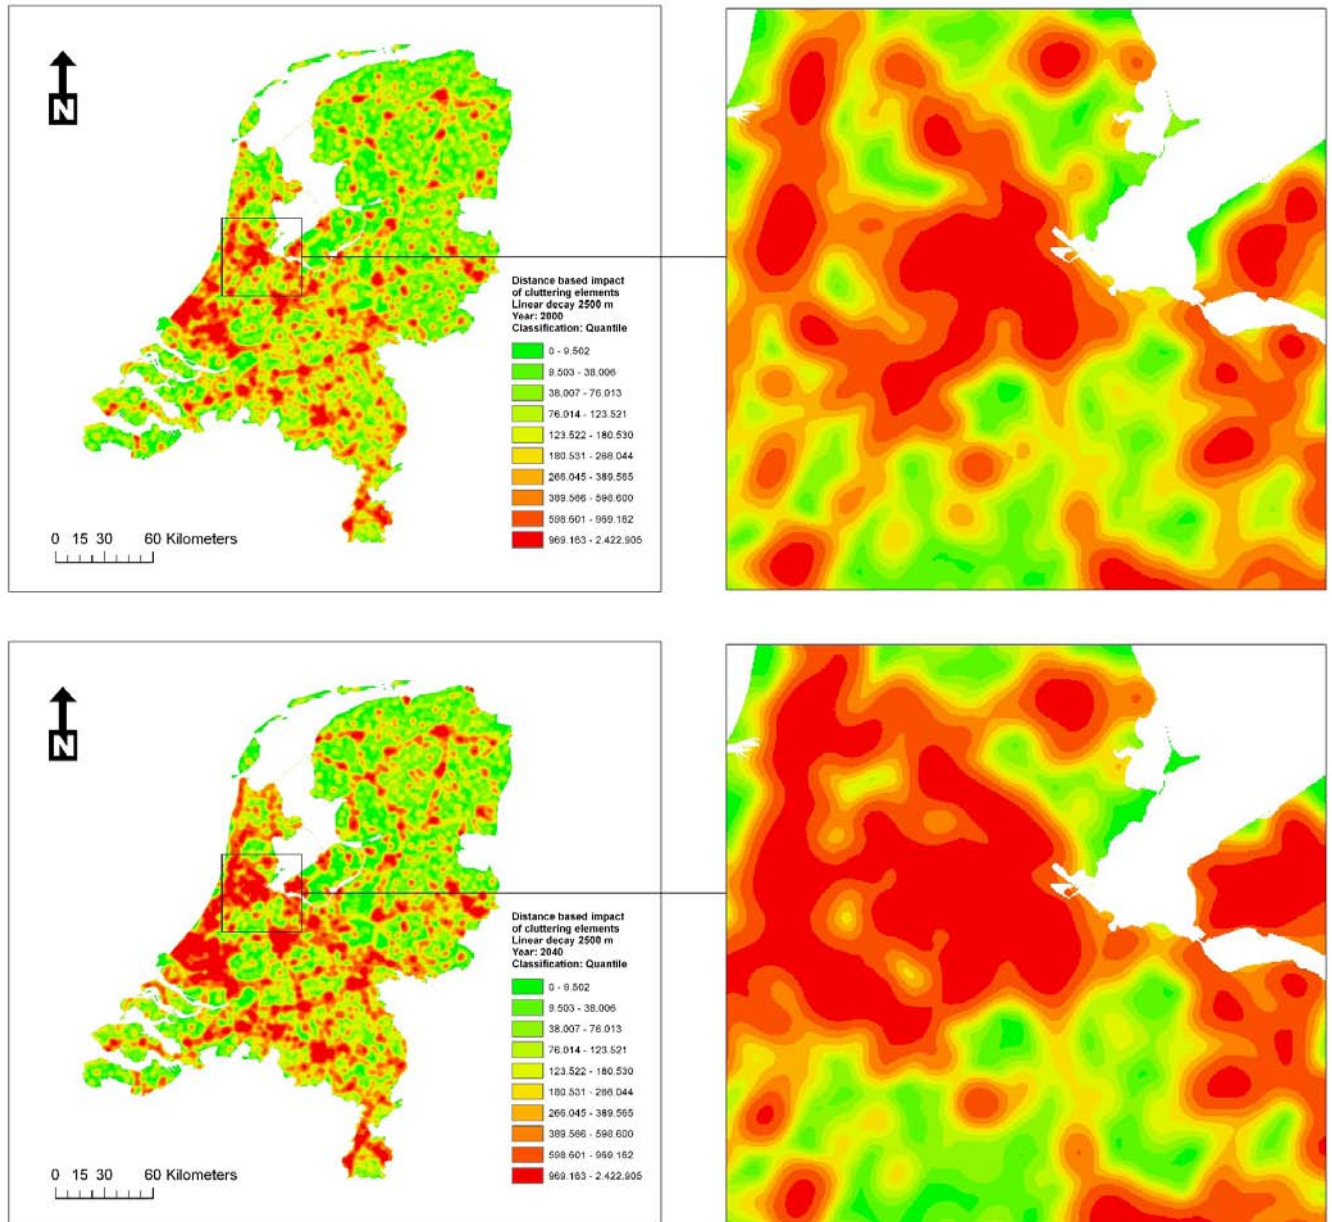 N
Distance based impact
of cluttering elements
Linear decay 2500 m
Year: 2000
Classification: Quantile
0 - 9.502
9.503 - 38.006
38.007 - 76.013
76.014 - 123.521
123.522 - 180.530
180.531 - 266.044
266.045 - 389.565
389.566 - 598.600
598.601 - 969.162
969.163 - 2.422.905
0 15 30 60 Kilometers
N
Distance based impact
of cluttering elements
Linear decay 2500 m
Year: 2040
Classification: Quantile
0 - 9.502
9.503 - 38.006
38.007 - 76.013
76.014 - 123.521
123.522 - 180.530
180.531 - 266.044
266.045 - 389.565
389.566 - 598.600
598.601 - 969.162
969.163 - 2.422.905
0 15 30 60 Kilometers